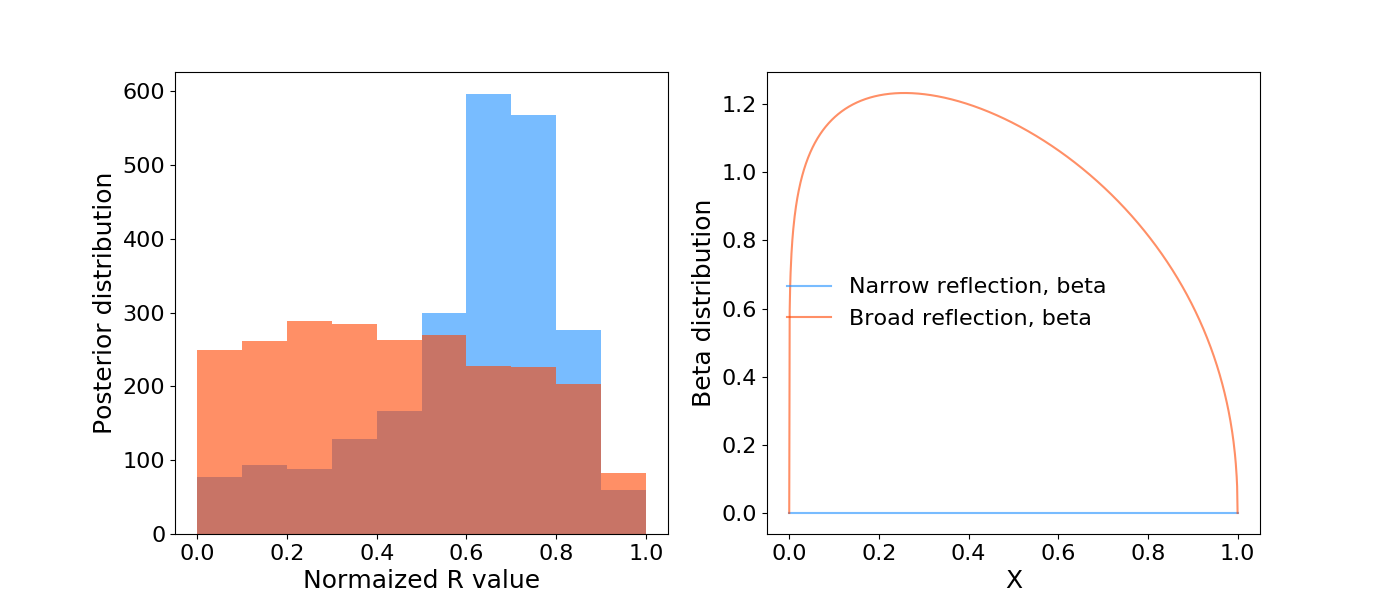 Posterior distribution
600
500
400
300
200
100
0
0.0 0.2 0.4 0.6 0.8 1.0
Normaized R value
Beta distribution
1.2
1.0
0.8
0.6
0.4
0.2
0.0
Narrow reflection, beta
Broad reflection, beta
0.0 0.2 0.4 0.6 0.8 1.0
X